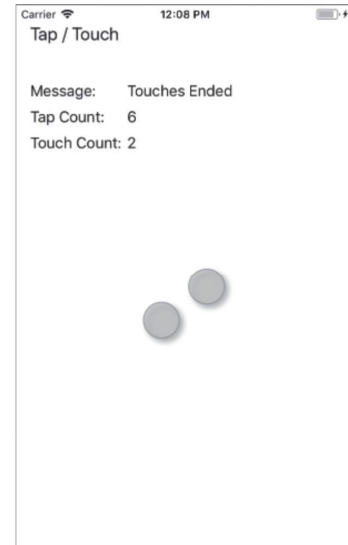 Carrier 12:08 PM
Tap / Touch
Message: Touches Ended
Tap Count: 6
Touch Count: 2